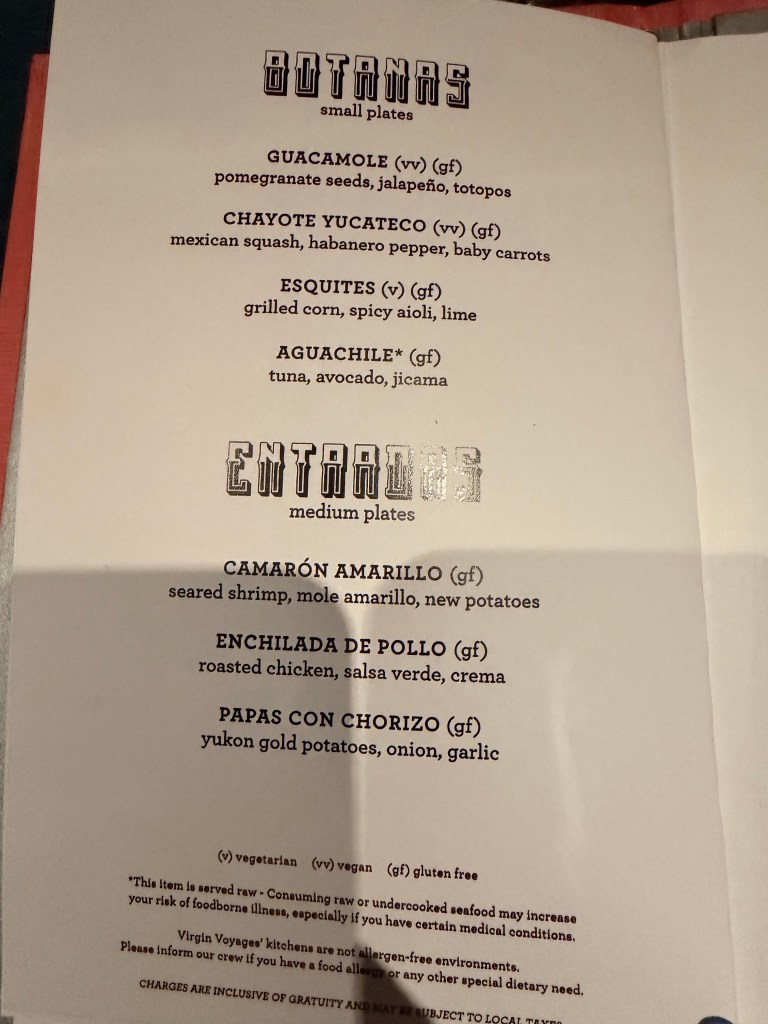 BOTANAS
small plates
GUACAMOLE (vv) (gf)
pomegranate seeds, jalapeño, totopos
CHAYOTE YUCATECO (vv) (gf)
mexican squash, habanero pepper, baby carrots
ESQUITES (v) (gf)
grilled corn, spicy aioli, lime
AGUACHILE* (gf)
tuna, avocado, jicama
ENTRADAS
medium plates
CAMARÓN AMARILLO (gf)
seared shrimp, mole amarillo, new potatoes
ENCHILADA DE POLLO (gf)
roasted chicken, salsa verde, crema
PAPAS CON CHORIZO (gf)
yukon gold potatoes, onion, garlic
(v) vegetarian (vv) vegan (gf) gluten free
*This item is served raw - Consuming raw or undercooked seafood may increase
your risk of foodborne illness, especially if you have certain medical conditions.
Virgin Voyages' kitchens are not allergen-free environments.
Please inform our crew if you have a food allergy or any other special dietary need.
CHARGES ARE INCLUSIVE OF GRATUITY AND MAY BE SUBJECT TO LOCAL TAXES